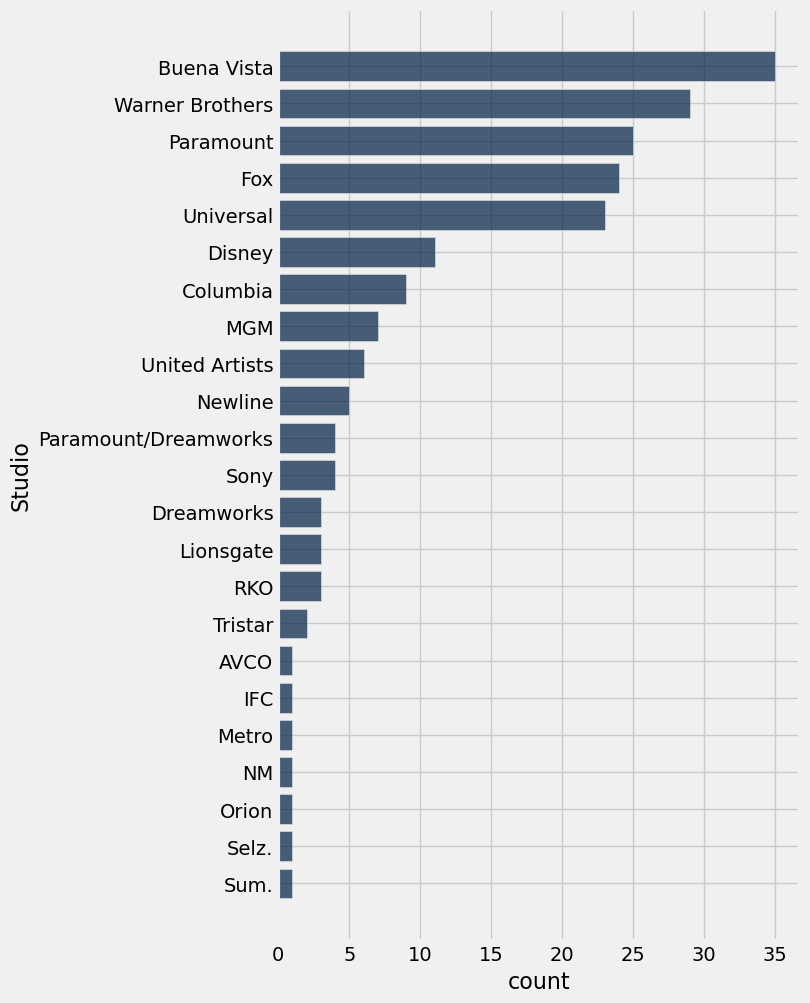 Buena Vista
Warner Brothers
Paramount
Fox
Universal
Disney
Columbia
MGM
United Artists
Newline
Paramount/Dreamworks
Sony
Dreamworks
Lionsgate
RKO
Tristar
AVCO
IFC
Metro
NM
Orion
Selz.
Sum.
Studio
0 5 10 15 20 25 30 35
count